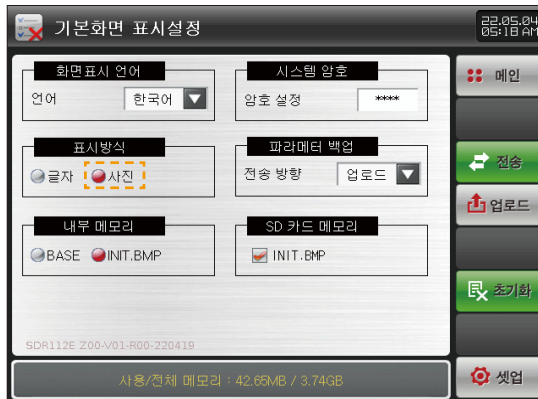 기본화면 표시설정
22.05.04
05:18 AM
화면표시 언어
언어 한국어
시스템 암호
암호 설정 ****
표시방식
글자 사진
파라메터 백업
전송 방향 업로드
내부 메모리
BASE INIT.BMP
SD 카드 메모리
INIT.BMP
SDR112E Z00-V01-R00-220419
사용/전체 메모리 : 42.65MB / 3.74GB
메인
전송
업로드
초기화
셋업